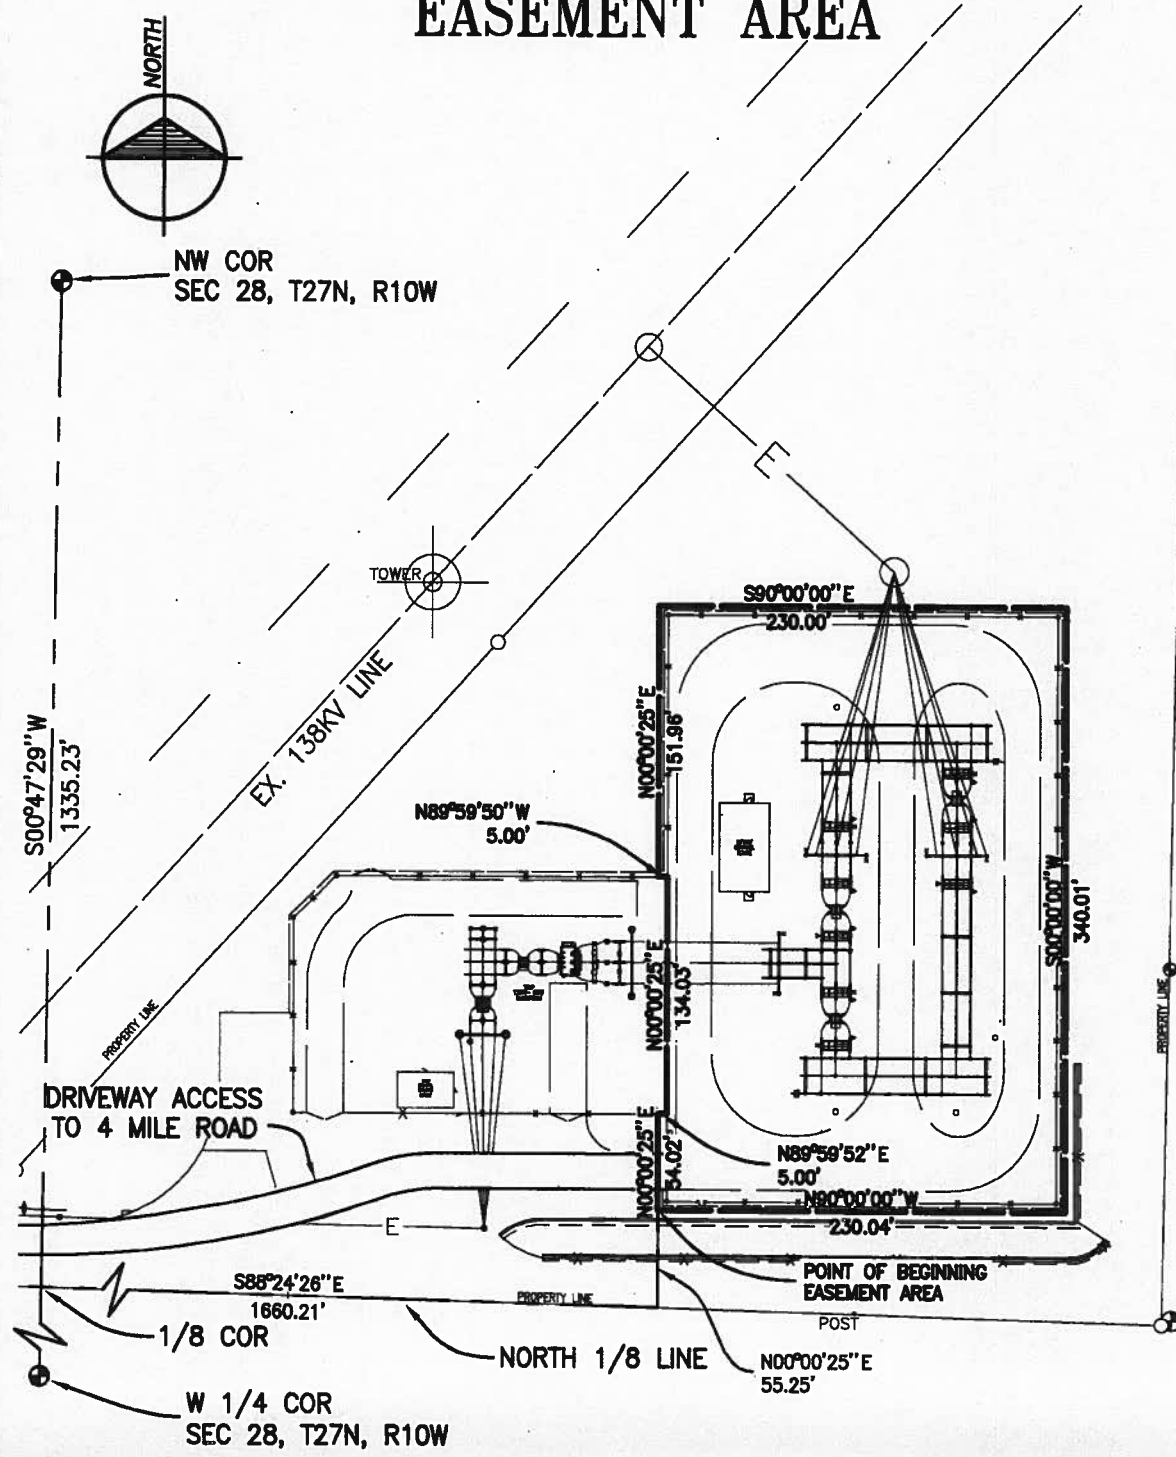 EASEMENT AREA
NORTH
NW COR
SEC 28, T27N, R10W
S00°47'29"W
1335.23'
TOWER
EX. 138KV LINE
E
S90°00'00"E
230.00'
N00°00'25"E
151.96'
N89°59'50"W
5.00'
N00°00'25"E
134.03'
S00°00'00"W
340.01'
PROPERTY LINE
PROPERTY LINE
DRIVEWAY ACCESS
TO 4 MILE ROAD
N00°00'25"E
54.02'
N89°59'52"E
5.00'
N90°00'00"W
230.04'
E
POINT OF BEGINNING
EASEMENT AREA
S88°24'26"E
1660.21'
PROPERTY LINE
POST
1/8 COR
NORTH 1/8 LINE
N00°00'25"E
55.25'
W 1/4 COR
SEC 28, T27N, R10W